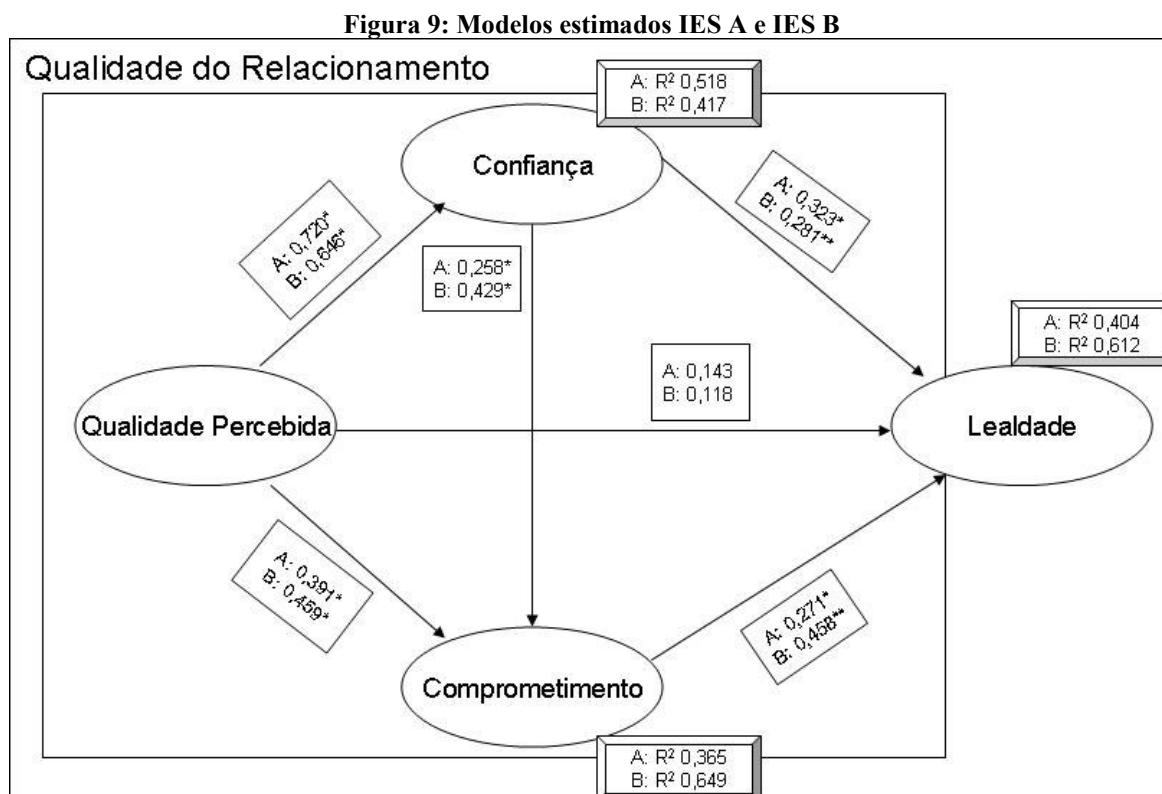 Figura 9: Modelos estimados IES A e IES B
Qualidade do Relacionamento
A: R² 0,518
B: R² 0,417
Confiança
A: 0,720*
B: 0,646*
A: 0,258*
B: 0,429*
A: 0,323*
B: 0,281**
A: R² 0,404
B: R² 0,612
A: 0,143
B: 0,118
Qualidade Percebida
Lealdade
A: 0,391*
B: 0,459*
A: 0,271*
B: 0,458**
Comprometimento
A: R² 0,365
B: R² 0,649